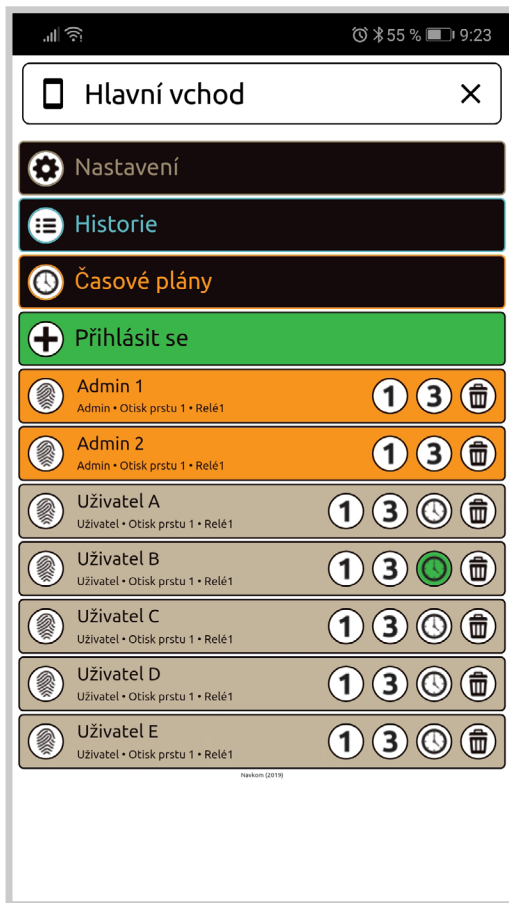 55 % 9:23
Hlavní vchod
Nastavení
Historie
Časové plány
Přihlásit se
Admin 1
1 3
Admin • Otisk prstu 1 • Relé1
Admin 2
1 3
Admin • Otisk prstu 1 • Relé1
Uživatel A
1 3
Uživatel • Otisk prstu 1 • Relé1
Uživatel B
1 3
Uživatel • Otisk prstu 1 • Relé1
Uživatel C
1 3
Uživatel • Otisk prstu 1 • Relé1
Uživatel D
1 3
Uživatel • Otisk prstu 1 • Relé1
Uživatel E
1 3
Uživatel • Otisk prstu 1 • Relé1
Navkom (2019)